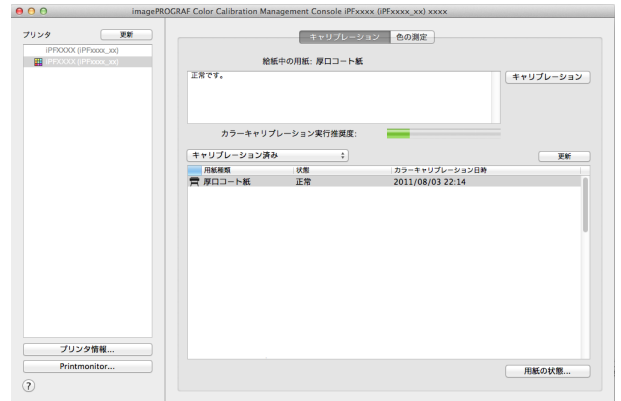 imagePROGRAF Color Calibration Management Console iPFxxxx (iPFxxxx_xx) xxxx
プリンタ
更新
iPFXXXX (iPFxxxx_xx)
iPFXXXX (iPFxxxx_xx)
キャリブレーション
色の測定
給紙中の用紙: 厚口コート紙
正常です。
キャリブレーション
カラーキャリブレーション実行推奨度:
キャリブレーション済み
更新
用紙種類 状態 カラーキャリブレーション日時
厚口コート紙 正常 2011/08/03 22:14
プリンタ情報...
Printmonitor...
用紙の状態...
?